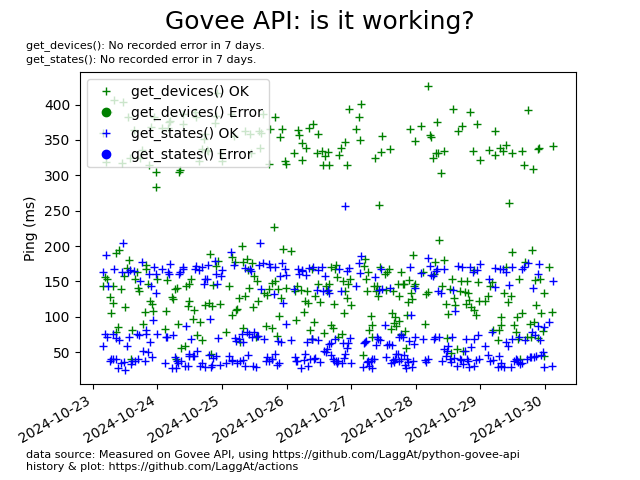 Govee API: is it working?
get_devices(): No recorded error in 7 days.
get_states(): No recorded error in 7 days.
get_devices() OK
get_devices() Error
get_states() OK
get_states() Error
Ping (ms)
400
350
300
250
200
150
100
50
2024-10-23
2024-10-24
2024-10-25
2024-10-26
2024-10-27
2024-10-28
2024-10-29
2024-10-30
data source: Measured on Govee API, using https://github.com/LaggAt/python-govee-api
history & plot: https://github.com/LaggAt/actions